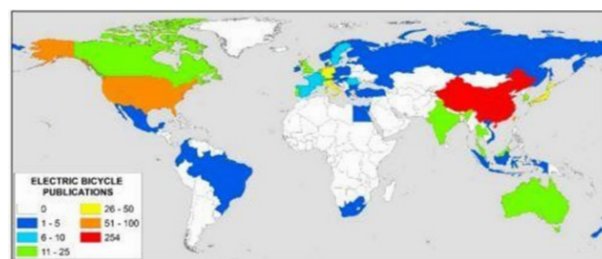 ELECTRIC BICYCLE
PUBLICATIONS
0
26 - 50
1 - 5
51 - 100
6 - 10
254
11 - 25